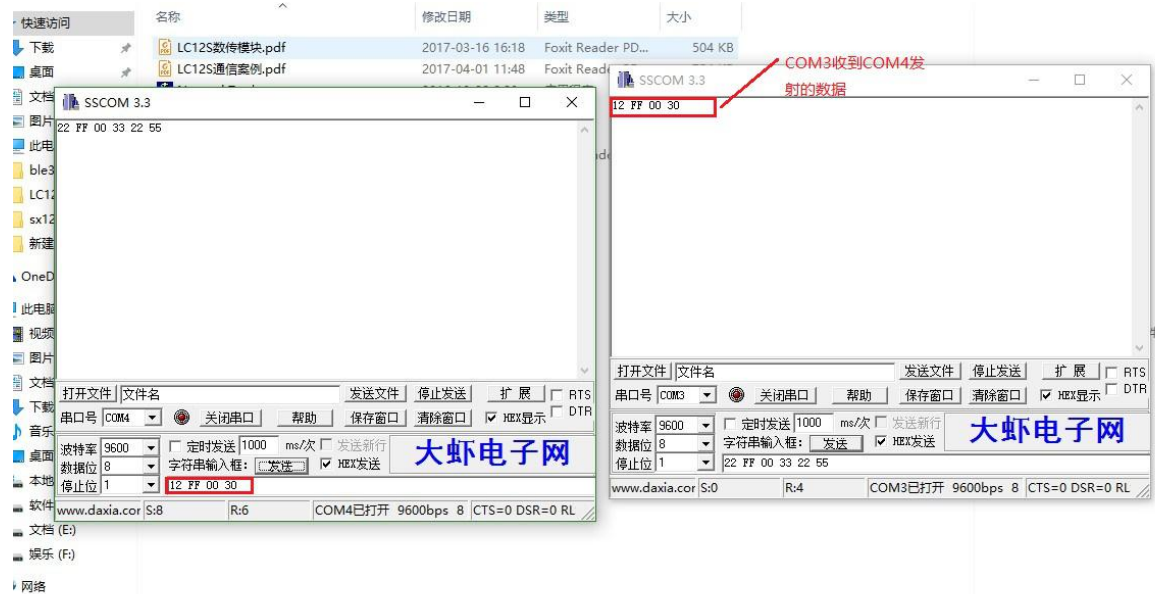 快速访问
名称
修改日期
类型
大小
下载
LC12S数传模块.pdf
2017-03-16 16:18
Foxit Reader PD...
504 KB
桌面
LC12S通信案例.pdf
2017-04-01 11:48
Foxit Reade
COM3收到COM4发
射的数据
文档
图片
此电
ble3
LC12
sx12
新建
OneD
此电脑
视频
图片
文档
下载
音乐
桌面
本地
软件
文档 (E:)
娱乐 (F:)
网络
SSCOM 3.3
22 FF 00 33 22 55
打开文件 文件名 发送文件 停止发送 扩 展 RTS
串口号 COM4 关闭串口 帮助 保存窗口 清除窗口 HEX显示 DTR
波特率 9600 定时发送 1000 ms/次 发送新行
数据位 8 字符串输入框: 发送 HEX发送
停止位 1 12 FF 00 30
大虾电子网
www.daxia.cor S:8 R:6 COM4已打开 9600bps 8 CTS=0 DSR=0 RL
SSCOM 3.3
12 FF 00 30
打开文件 文件名 发送文件 停止发送 扩 展 RTS
串口号 COM3 关闭串口 帮助 保存窗口 清除窗口 HEX显示 DTR
波特率 9600 定时发送 1000 ms/次 发送新行
数据位 8 字符串输入框: 发送 HEX发送
停止位 1 22 FF 00 33 22 55
大虾电子网
www.daxia.cor S:0 R:4 COM3已打开 9600bps 8 CTS=0 DSR=0 RL